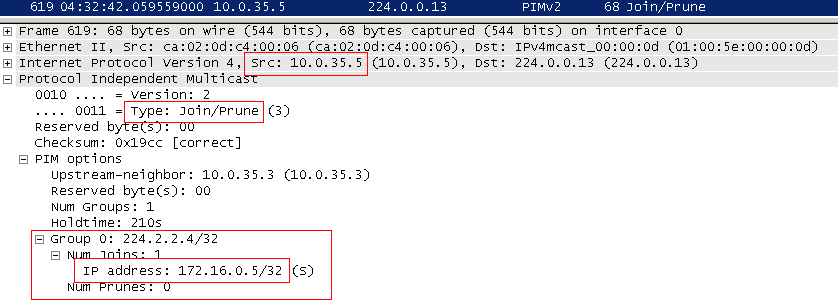 619 04:32:42.059559000 10.0.35.5 224.0.0.13 PIMv2 68 Join/Prune
Frame 619: 68 bytes on wire (544 bits), 68 bytes captured (544 bits) on interface 0
Ethernet II, Src: ca:02:0d:c4:00:06 (ca:02:0d:c4:00:06), Dst: IPv4mcast_00:00:0d (01:00:5e:00:00:0d)
Internet Protocol Version 4, Src: 10.0.35.5 (10.0.35.5), Dst: 224.0.0.13 (224.0.0.13)
Protocol Independent Multicast
0010 .... = Version: 2
.... 0011 = Type: Join/Prune (3)
Reserved byte(s): 00
Checksum: 0x19cc [correct]
PIM options
Upstream-neighbor: 10.0.35.3 (10.0.35.3)
Reserved byte(s): 00
Num Groups: 1
Holdtime: 210s
Group 0: 224.2.2.4/32
Num Joins: 1
IP address: 172.16.0.5/32 (S)
Num Prunes: 0